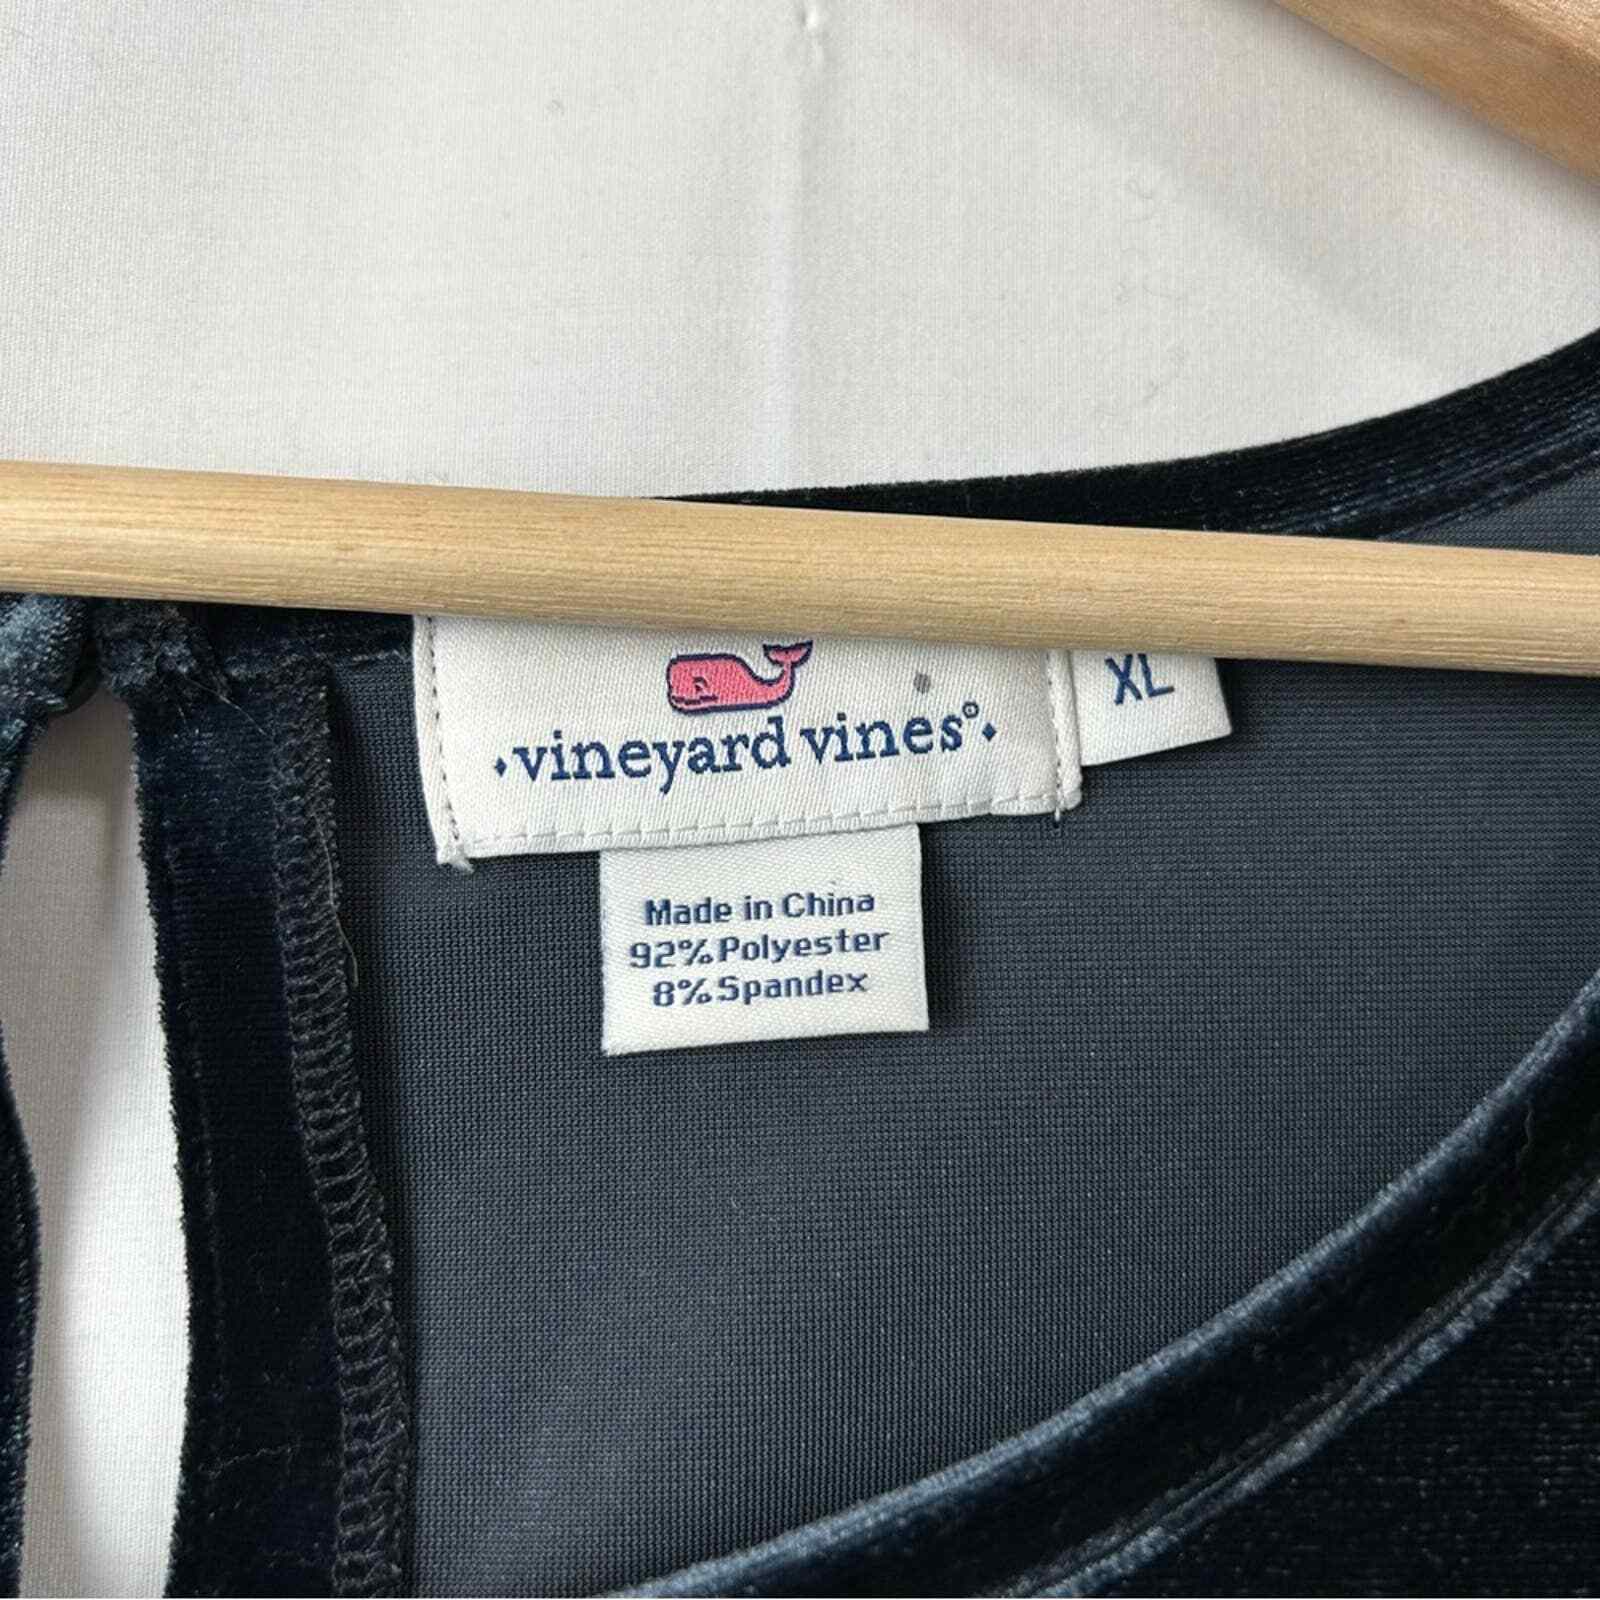 vineyard vines®
XL
Made in China
92% Polyester
8% Spandex